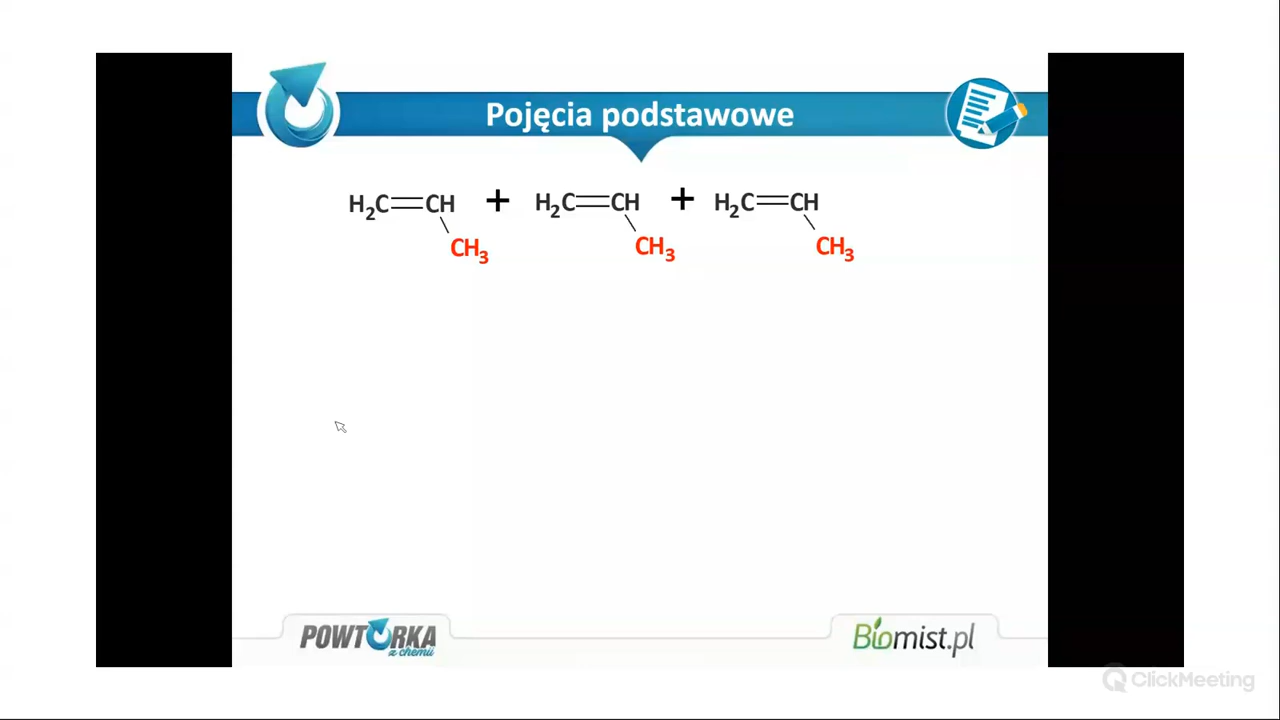 Pojęcia podstawowe
H₂C=CH + H₂C=CH + H₂C=CH
CH₃ CH₃ CH₃
POWTÓRKA
z chemii
Biomist.pl
ClickMeeting